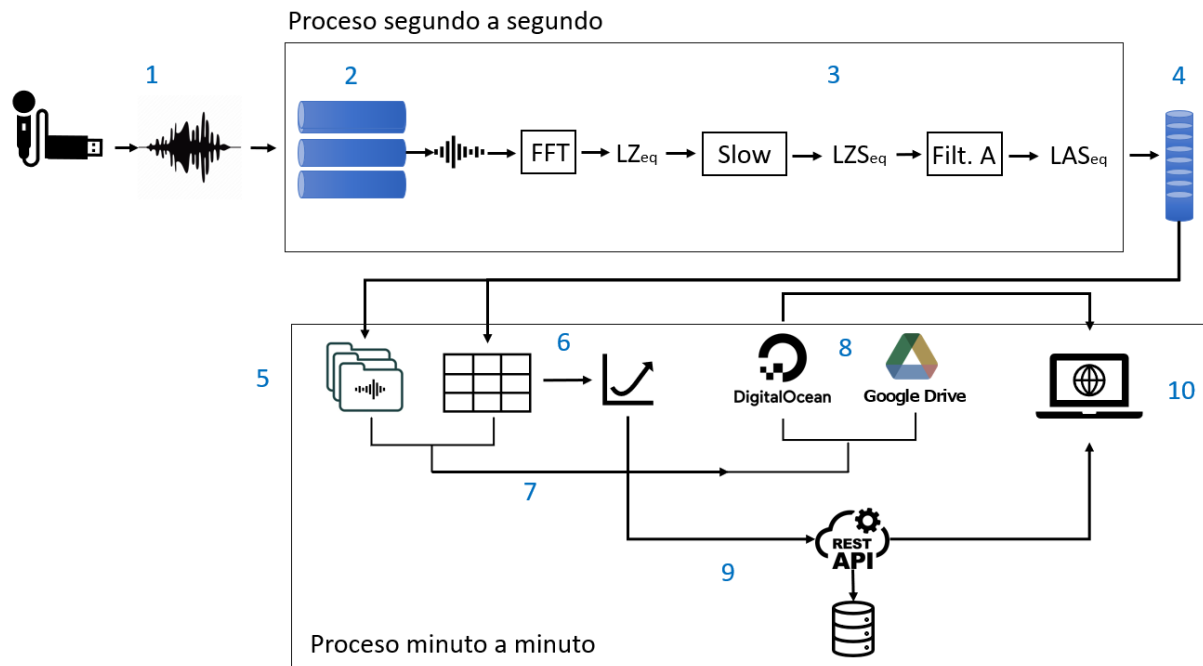 Proceso segundo a segundo
1
2
3
4
FFT
LZeq
Slow
LZSeq
Filt. A
LASeq
5
6
8
10
DigitalOcean
Google Drive
7
REST
API
9
Proceso minuto a minuto